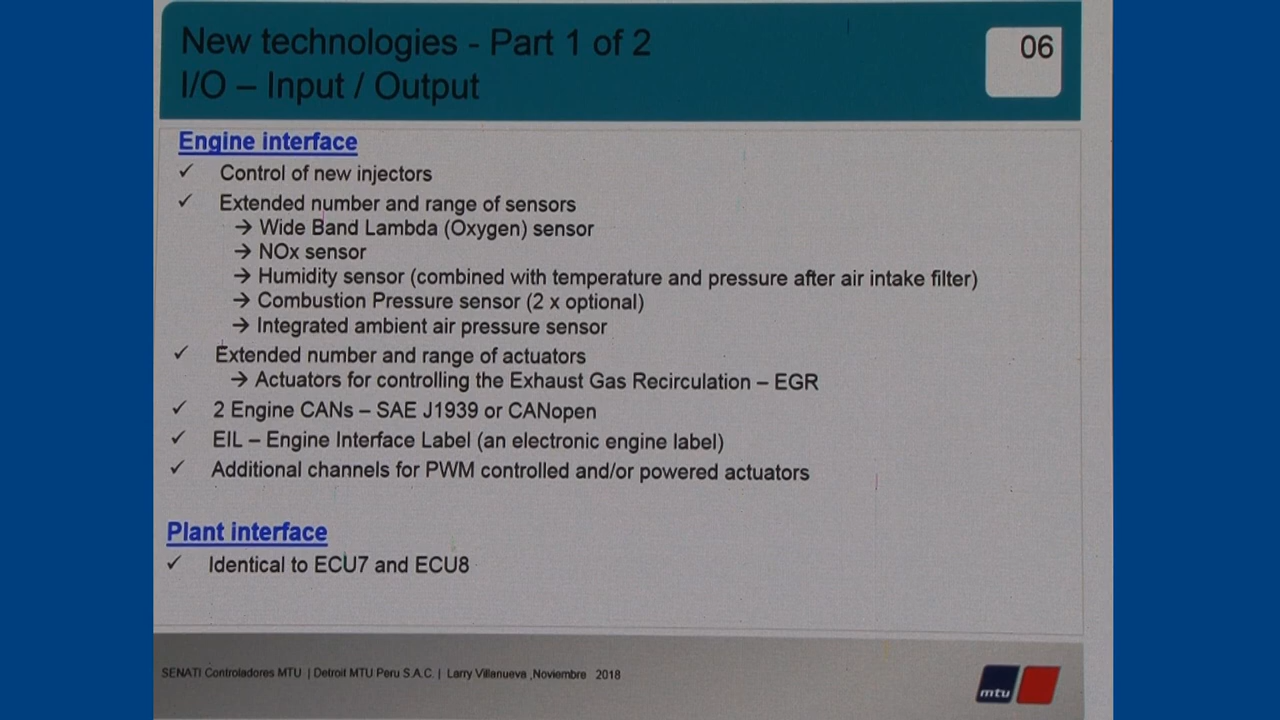 New technologies - Part 1 of 2
06
I/O – Input / Output
Engine interface
✓ Control of new injectors
✓ Extended number and range of sensors
→ Wide Band Lambda (Oxygen) sensor
→ NOx sensor
→ Humidity sensor (combined with temperature and pressure after air intake filter)
→ Combustion Pressure sensor (2 x optional)
→ Integrated ambient air pressure sensor
✓ Extended number and range of actuators
→ Actuators for controlling the Exhaust Gas Recirculation – EGR
✓ 2 Engine CANs – SAE J1939 or CANopen
✓ EIL – Engine Interface Label (an electronic engine label)
✓ Additional channels for PWM controlled and/or powered actuators
Plant interface
✓ Identical to ECU7 and ECU8
SENATI Controladores MTU | Detroit MTU Peru S.A.C. | Larry Villanueva ,Noviembre 2018
mtu